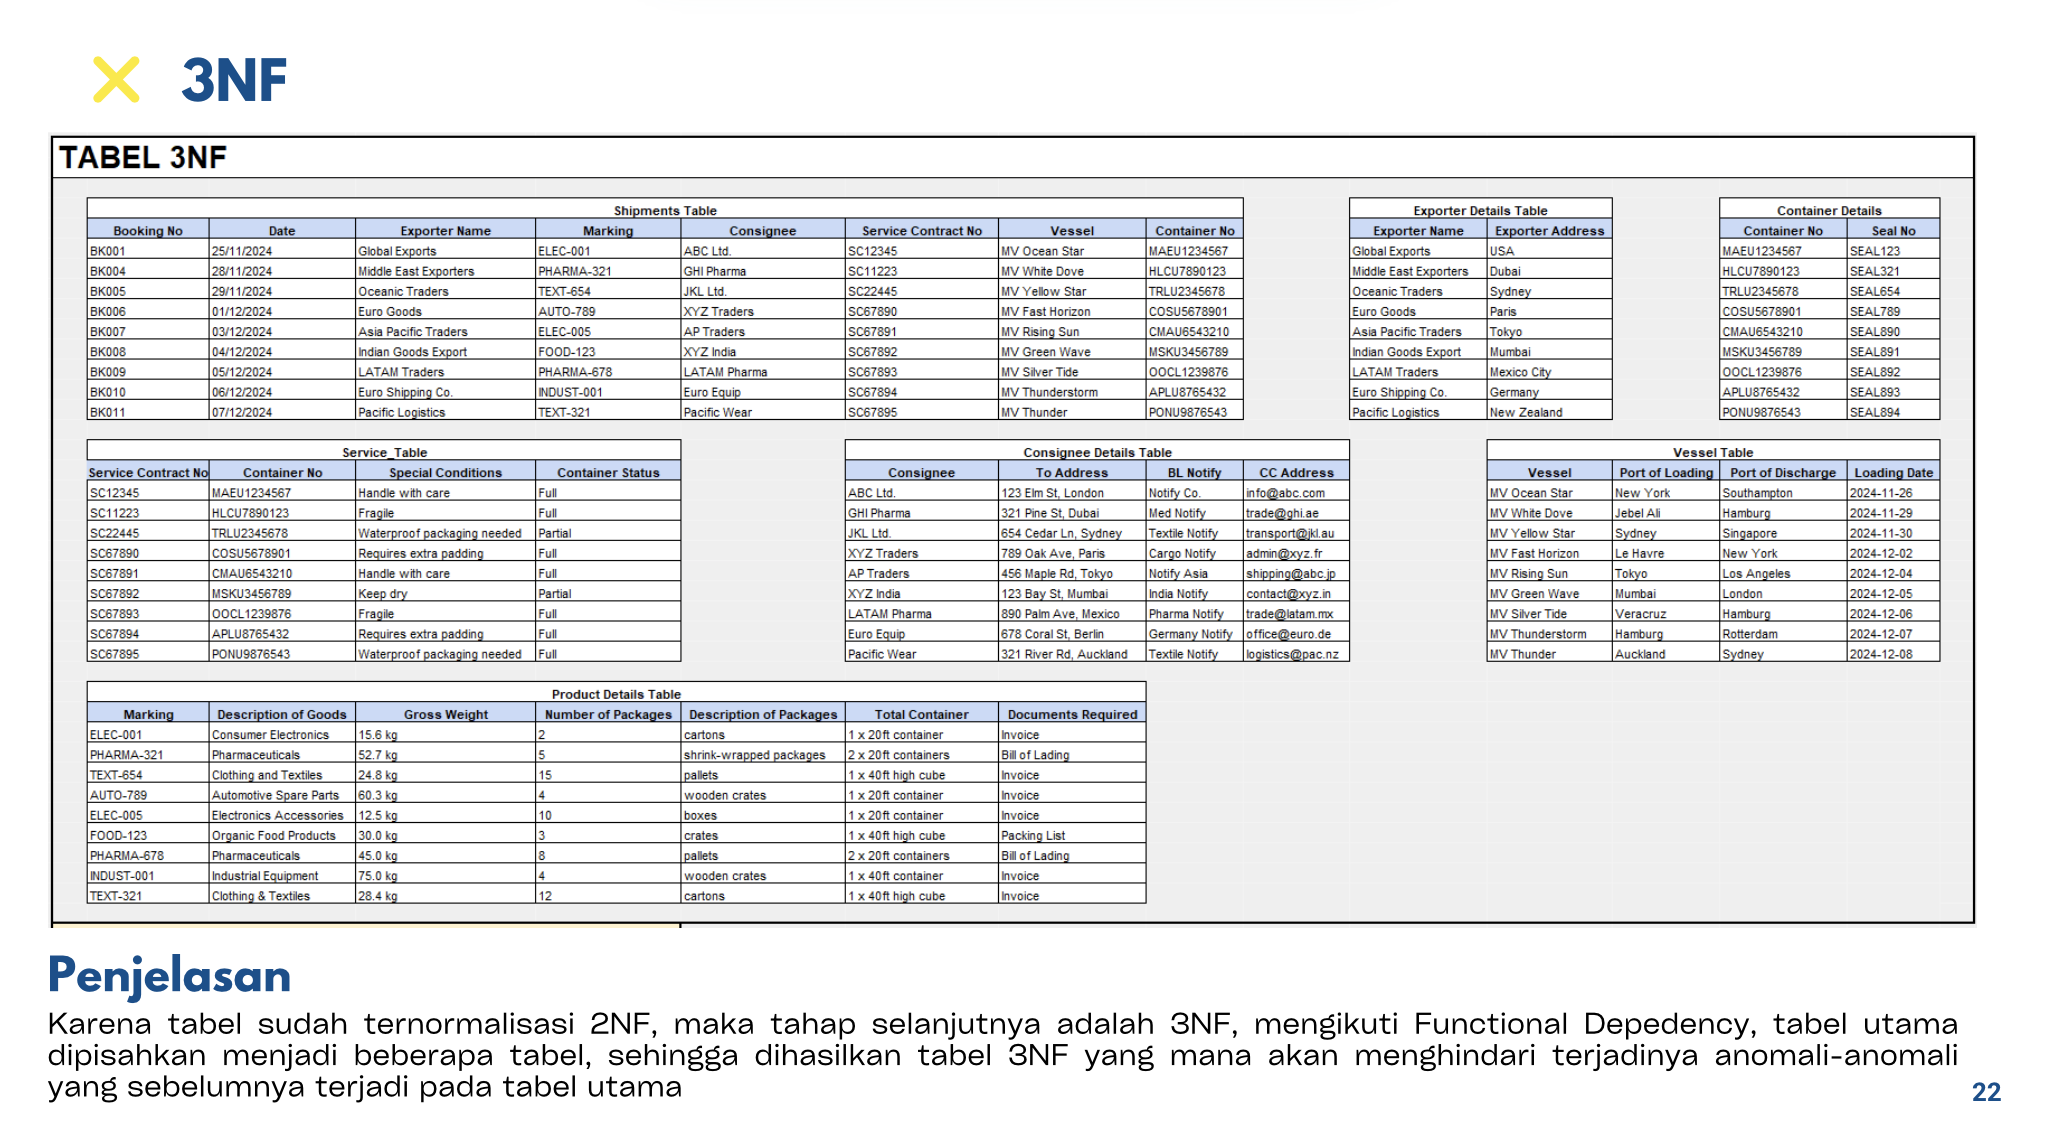 3NF
TABEL 3NF
Shipments Table
Booking No Date Exporter Name Marking Consignee Service Contract No Vessel Container No
BK001 25/11/2024 Global Exports ELEC-001 ABC Ltd. SC12345 MV Ocean Star MAEU1234567
BK004 28/11/2024 Middle East Exporters PHARMA-321 GHI Pharma SC11223 MV White Dove HLCU7890123
BK005 29/11/2024 Oceanic Traders TEXT-654 JKL Ltd. SC22445 MV Yellow Star TRLU2345678
BK006 01/12/2024 Euro Goods AUTO-789 XYZ Traders SC67890 MV Fast Horizon COSU5678901
BK007 03/12/2024 Asia Pacific Traders ELEC-005 AP Traders SC67891 MV Rising Sun CMAU6543210
BK008 04/12/2024 Indian Goods Export FOOD-123 XYZ India SC67892 MV Green Wave MSKU3456789
BK009 05/12/2024 LATAM Traders PHARMA-678 LATAM Pharma SC67893 MV Silver Tide OOCL1239876
BK010 06/12/2024 Euro Shipping Co. INDUST-001 Euro Equip SC67894 MV Thunderstorm APLU8765432
BK011 07/12/2024 Pacific Logistics TEXT-321 Pacific Wear SC67895 MV Thunder PONU9876543
Exporter Details Table
Exporter Name Exporter Address
Global Exports USA
Middle East Exporters Dubai
Oceanic Traders Sydney
Euro Goods Paris
Asia Pacific Traders Tokyo
Indian Goods Export Mumbai
LATAM Traders Mexico City
Euro Shipping Co. Germany
Pacific Logistics New Zealand
Container Details
Container No Seal No
MAEU1234567 SEAL123
HLCU7890123 SEAL321
TRLU2345678 SEAL654
COSU5678901 SEAL789
CMAU6543210 SEAL890
MSKU3456789 SEAL891
OOCL1239876 SEAL892
APLU8765432 SEAL893
PONU9876543 SEAL894
Service_Table
Service Contract No Container No Special Conditions Container Status
SC12345 MAEU1234567 Handle with care Full
SC11223 HLCU7890123 Fragile Full
SC22445 TRLU2345678 Waterproof packaging needed Partial
SC67890 COSU5678901 Requires extra padding Full
SC67891 CMAU6543210 Handle with care Full
SC67892 MSKU3456789 Keep dry Partial
SC67893 OOCL1239876 Fragile Full
SC67894 APLU8765432 Requires extra padding Full
SC67895 PONU9876543 Waterproof packaging needed Full
Consignee Details Table
Consignee To Address BL Notify CC Address
ABC Ltd. 123 Elm St, London Notify Co. info@abc.com
GHI Pharma 321 Pine St, Dubai Med Notify trade@ghi.ae
JKL Ltd. 654 Cedar Ln, Sydney Textile Notify transport@jkl.au
XYZ Traders 789 Oak Ave, Paris Cargo Notify admin@xyz.fr
AP Traders 456 Maple Rd, Tokyo Notify Asia shipping@abc.jp
XYZ India 123 Bay St, Mumbai India Notify contact@xyz.in
LATAM Pharma 890 Palm Ave, Mexico Pharma Notify trade@latam.mx
Euro Equip 678 Coral St, Berlin Germany Notify office@euro.de
Pacific Wear 321 River Rd, Auckland Textile Notify logistics@pac.nz
Vessel Table
Vessel Port of Loading Port of Discharge Loading Date
MV Ocean Star New York Southampton 2024-11-26
MV White Dove Jebel Ali Hamburg 2024-11-29
MV Yellow Star Sydney Singapore 2024-11-30
MV Fast Horizon Le Havre New York 2024-12-02
MV Rising Sun Tokyo Los Angeles 2024-12-04
MV Green Wave Mumbai London 2024-12-05
MV Silver Tide Veracruz Hamburg 2024-12-06
MV Thunderstorm Hamburg Rotterdam 2024-12-07
MV Thunder Auckland Sydney 2024-12-08
Product Details Table
Marking Description of Goods Gross Weight Number of Packages Description of Packages Total Container Documents Required
ELEC-001 Consumer Electronics 15.6 kg 2 cartons 1 x 20ft container Invoice
PHARMA-321 Pharmaceuticals 52.7 kg 5 shrink-wrapped packages 2 x 20ft containers Bill of Lading
TEXT-654 Clothing and Textiles 24.8 kg 15 pallets 1 x 40ft high cube Invoice
AUTO-789 Automotive Spare Parts 60.3 kg 4 wooden crates 1 x 20ft container Invoice
ELEC-005 Electronics Accessories 12.5 kg 10 boxes 1 x 20ft container Invoice
FOOD-123 Organic Food Products 30.0 kg 3 crates 1 x 40ft high cube Packing List
PHARMA-678 Pharmaceuticals 45.0 kg 8 pallets 2 x 20ft containers Bill of Lading
INDUST-001 Industrial Equipment 75.0 kg 4 wooden crates 1 x 40ft container Invoice
TEXT-321 Clothing & Textiles 28.4 kg 12 cartons 1 x 40ft high cube Invoice
Penjelasan
Karena tabel sudah ternormalisasi 2NF, maka tahap selanjutnya adalah 3NF, mengikuti Functional Depedency, tabel utama
dipisahkan menjadi beberapa tabel, sehingga dihasilkan tabel 3NF yang mana akan menghindari terjadinya anomali-anomali
yang sebelumnya terjadi pada tabel utama
22